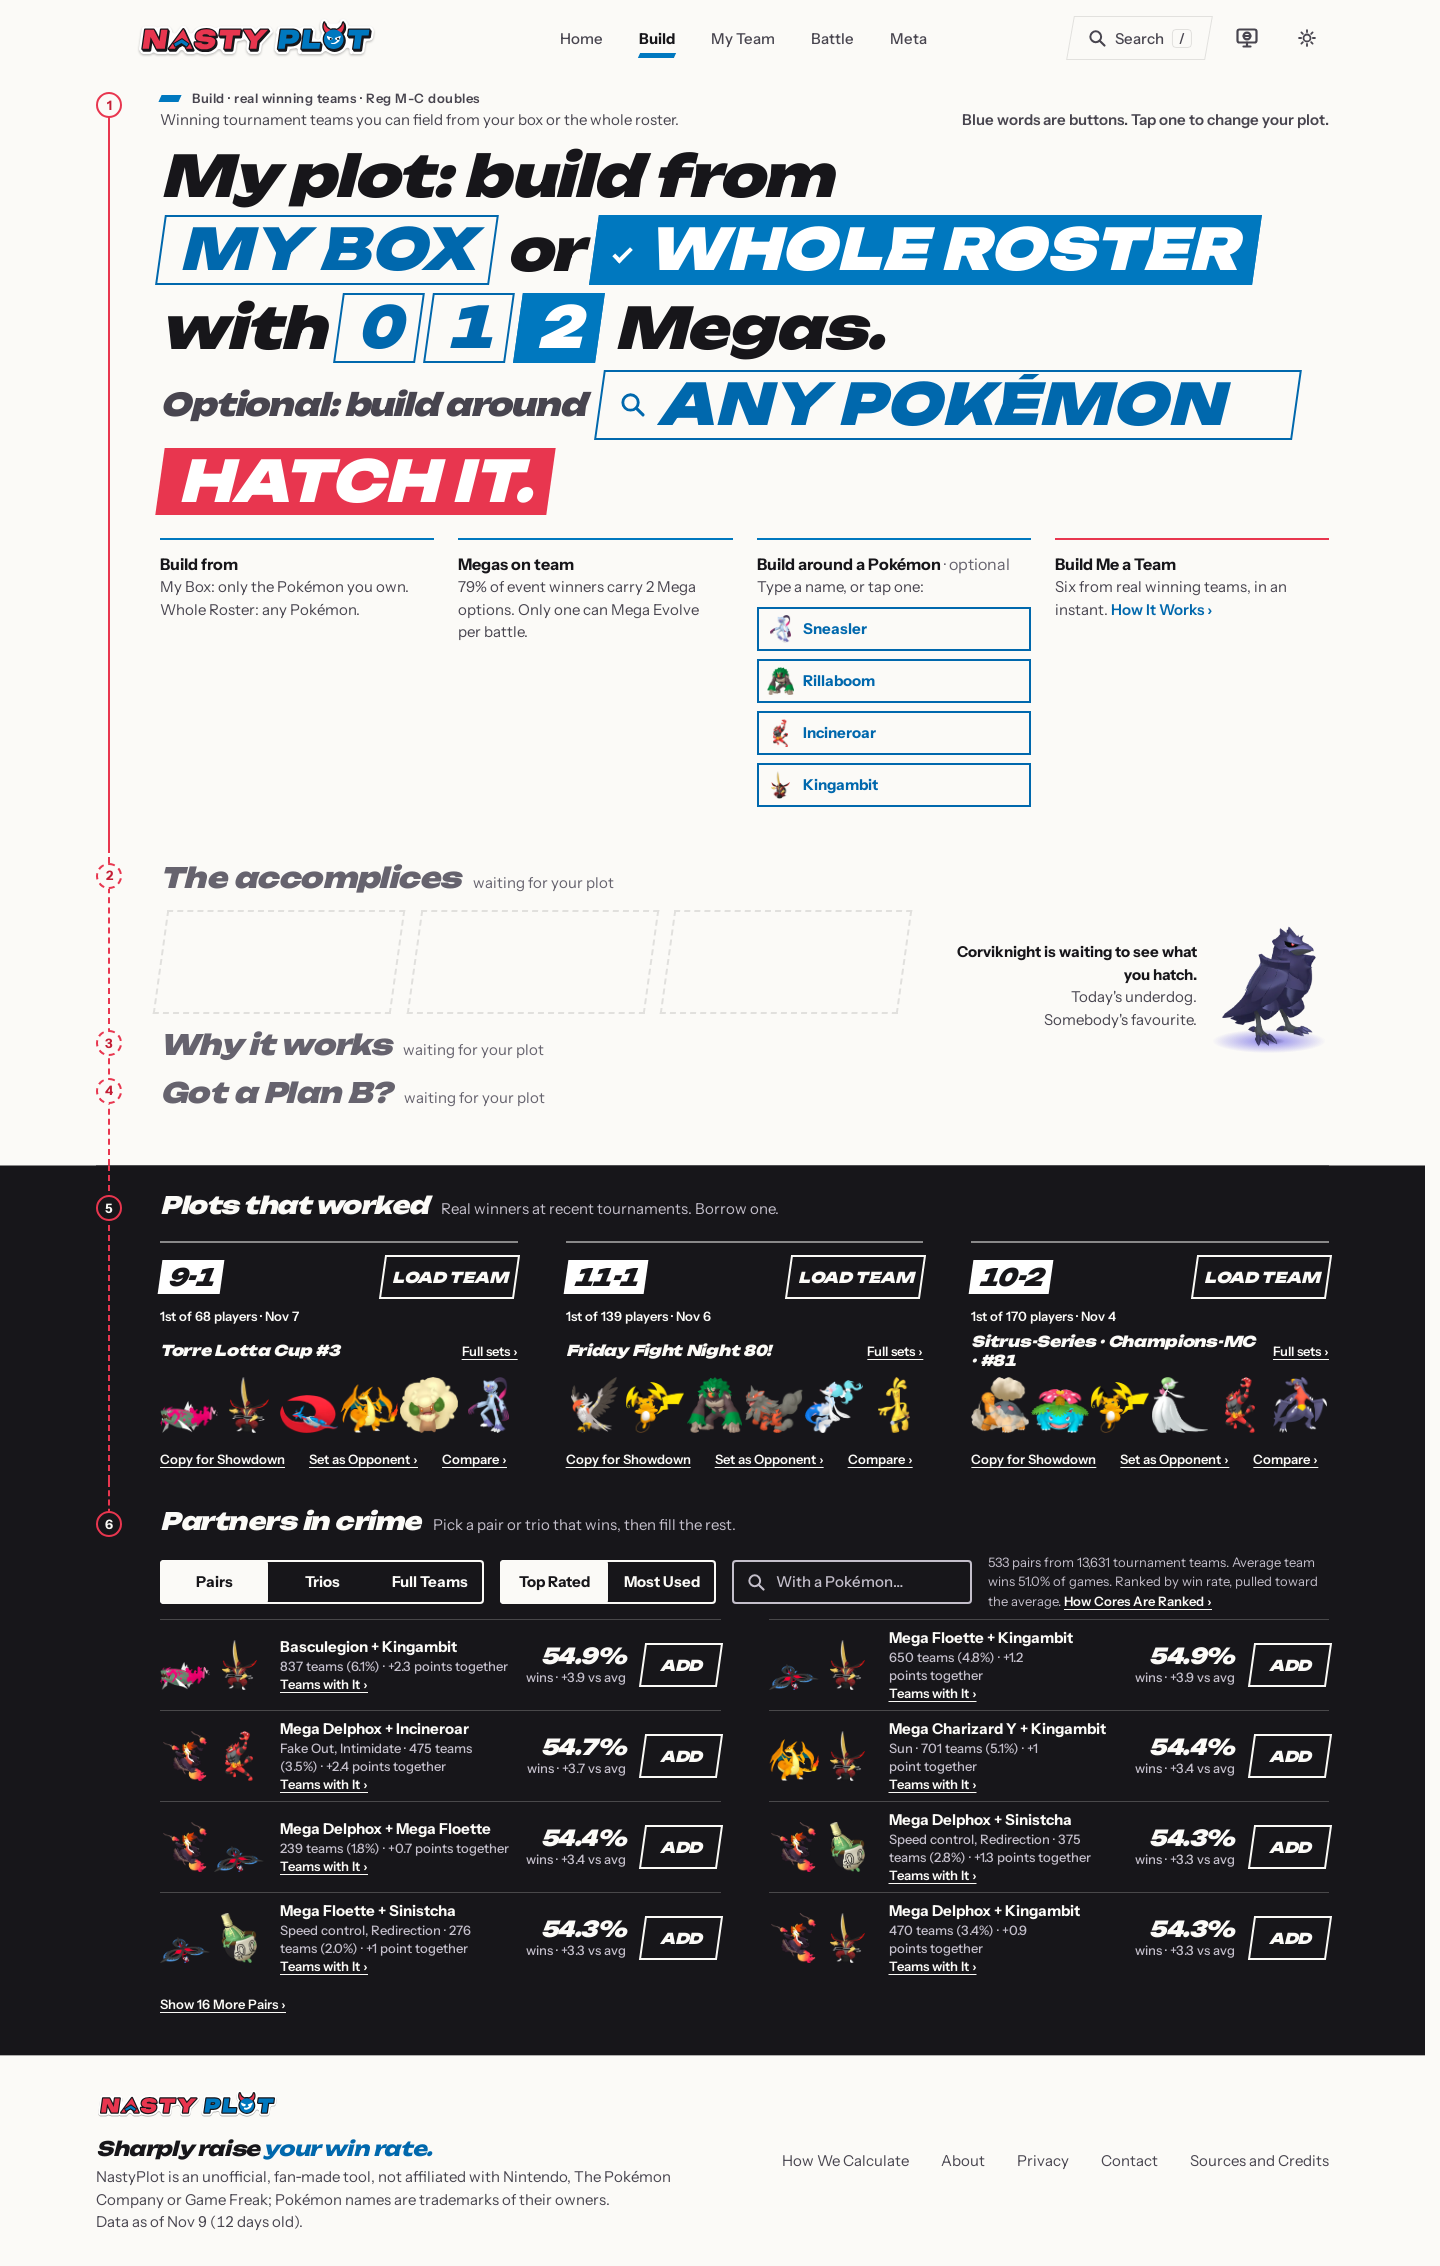 NASTY PLOT
Home
Build
My Team
Battle
Meta
Search /
1
Build · real winning teams · Reg M-C doubles
Winning tournament teams you can field from your box or the whole roster.
Blue words are buttons. Tap one to change your plot.
My plot: build from
MY BOX or WHOLE ROSTER
with 0 1 2 Megas.
Optional: build around ANY POKÉMON
HATCH IT.
Build from
My Box: only the Pokémon you own.
Whole Roster: any Pokémon.
Megas on team
79% of event winners carry 2 Mega
options. Only one can Mega Evolve
per battle.
Build around a Pokémon · optional
Type a name, or tap one:
Sneasler
Rillaboom
Incineroar
Kingambit
Build Me a Team
Six from real winning teams, in an
instant. How It Works ›
2
The accomplices waiting for your plot
Corviknight is waiting to see what
you hatch.
Today's underdog.
Somebody's favourite.
3
Why it works waiting for your plot
4
Got a Plan B? waiting for your plot
5
Plots that worked Real winners at recent tournaments. Borrow one.
9-1
LOAD TEAM
1st of 68 players · Nov 7
Torre Lotta Cup #3
Full sets ›
Copy for Showdown
Set as Opponent ›
Compare ›
11-1
LOAD TEAM
1st of 139 players · Nov 6
Friday Fight Night 80!
Full sets ›
Copy for Showdown
Set as Opponent ›
Compare ›
10-2
LOAD TEAM
1st of 170 players · Nov 4
Sitrus-Series · Champions-MC
· #81
Full sets ›
Copy for Showdown
Set as Opponent ›
Compare ›
6
Partners in crime Pick a pair or trio that wins, then fill the rest.
Pairs
Trios
Full Teams
Top Rated
Most Used
With a Pokémon...
533 pairs from 13,631 tournament teams. Average team
wins 51.0% of games. Ranked by win rate, pulled toward
the average. How Cores Are Ranked ›
Basculegion + Kingambit
837 teams (6.1%) · +2.3 points together
Teams with It ›
54.9%
wins · +3.9 vs avg
ADD
Mega Floette + Kingambit
650 teams (4.8%) · +1.2
points together
Teams with It ›
54.9%
wins · +3.9 vs avg
ADD
Mega Delphox + Incineroar
Fake Out, Intimidate · 475 teams
(3.5%) · +2.4 points together
Teams with It ›
54.7%
wins · +3.7 vs avg
ADD
Mega Charizard Y + Kingambit
Sun · 701 teams (5.1%) · +1
point together
Teams with It ›
54.4%
wins · +3.4 vs avg
ADD
Mega Delphox + Mega Floette
239 teams (1.8%) · +0.7 points together
Teams with It ›
54.4%
wins · +3.4 vs avg
ADD
Mega Delphox + Sinistcha
Speed control, Redirection · 375
teams (2.8%) · +1.3 points together
Teams with It ›
54.3%
wins · +3.3 vs avg
ADD
Mega Floette + Sinistcha
Speed control, Redirection · 276
teams (2.0%) · +1 point together
Teams with It ›
54.3%
wins · +3.3 vs avg
ADD
Mega Delphox + Kingambit
470 teams (3.4%) · +0.9
points together
Teams with It ›
54.3%
wins · +3.3 vs avg
ADD
Show 16 More Pairs ›
NASTY PLOT
Sharply raise your win rate.
NastyPlot is an unofficial, fan-made tool, not affiliated with Nintendo, The Pokémon
Company or Game Freak; Pokémon names are trademarks of their owners.
Data as of Nov 9 (12 days old).
How We Calculate
About
Privacy
Contact
Sources and Credits